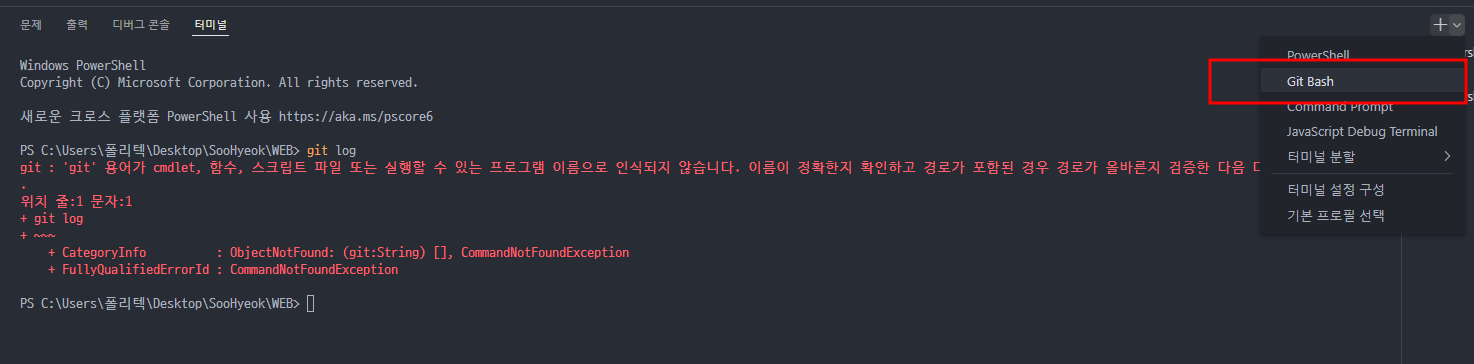 문제 출력 디버그 콘솔 터미널
Windows PowerShell
Copyright (C) Microsoft Corporation. All rights reserved.
새로운 크로스 플랫폼 PowerShell 사용 https://aka.ms/pscore6
PS C:\Users\폴리텍\Desktop\SooHyeok\WEB> git log
git : 'git' 용어가 cmdlet, 함수, 스크립트 파일 또는 실행할 수 있는 프로그램 이름으로 인식되지 않습니다. 이름이 정확한지 확인하고 경로가 포함된 경우 경로가 올바른지 검증한 다음
.
위치 줄:1 문자:1
+ git log
+ ~~~
+ CategoryInfo : ObjectNotFound: (git:String) [], CommandNotFoundException
+ FullyQualifiedErrorId : CommandNotFoundException
PS C:\Users\폴리텍\Desktop\SooHyeok\WEB>
PowerShell
Git Bash
Command Prompt
JavaScript Debug Terminal
터미널 분할
터미널 설정 구성
기본 프로필 선택